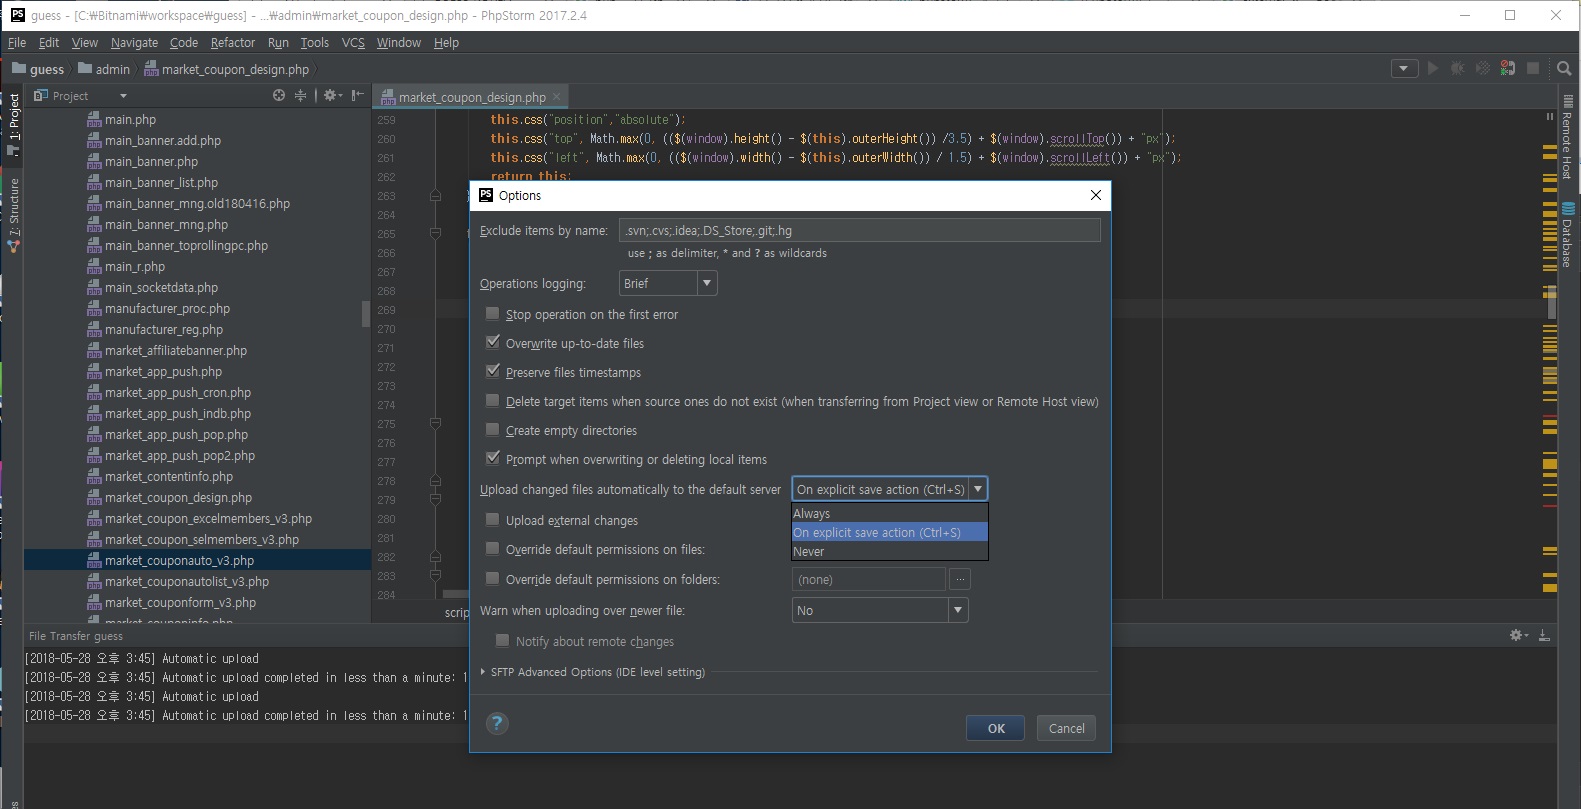 guess - [C:₩Bitnami₩workspace₩guess] - ...₩admin₩market_coupon_design.php - PhpStorm 2017.2.4
File Edit View Navigate Code Refactor Run Tools VCS Window Help
guess admin market_coupon_design.php
Project
market_coupon_design.php
1: Project
7: Structure
main.php
main_banner.add.php
main_banner.php
main_banner_list.php
main_banner_mng.old180416.php
main_banner_mng.php
main_banner_toprollingpc.php
main_r.php
main_socketdata.php
manufacturer_proc.php
manufacturer_reg.php
market_affiliatebanner.php
market_app_push.php
market_app_push_cron.php
market_app_push_indb.php
market_app_push_pop.php
market_app_push_pop2.php
market_contentinfo.php
market_coupon_design.php
market_coupon_excelmembers_v3.php
market_coupon_selmembers_v3.php
market_couponauto_v3.php
market_couponautolist_v3.php
market_couponform_v3.php
market_couponinfo.php
259 this.css("position","absolute");
260 this.css("top", Math.max(0, (($(window).height() - $(this).outerHeight()) /3.5) + $(window).scrollTop()) + "px");
261 this.css("left", Math.max(0, (($(window).width() - $(this).outerWidth()) / 1.5) + $(window).scrollLeft()) + "px");
262 return this;
263
264
265
266
267
268
269
270
271
272
273
274
275
276
277
278
279
280
281
282
283
284
scrip
Remote Host
Database
Options
Exclude items by name: .svn;.cvs;.idea;.DS_Store;.git;.hg
use ; as delimiter, * and ? as wildcards
Operations logging: Brief
Stop operation on the first error
Overwrite up-to-date files
Preserve files timestamps
Delete target items when source ones do not exist (when transferring from Project view or Remote Host view)
Create empty directories
Prompt when overwriting or deleting local items
Upload changed files automatically to the default server On explicit save action (Ctrl+S)
Always
On explicit save action (Ctrl+S)
Never
Upload external changes
Override default permissions on files:
Override default permissions on folders: (none) ...
Warn when uploading over newer file: No
Notify about remote changes
SFTP Advanced Options (IDE level setting)
? OK Cancel
File Transfer guess
[2018-05-28 오후 3:45] Automatic upload
[2018-05-28 오후 3:45] Automatic upload completed in less than a minute: 1
[2018-05-28 오후 3:45] Automatic upload
[2018-05-28 오후 3:45] Automatic upload completed in less than a minute: 1